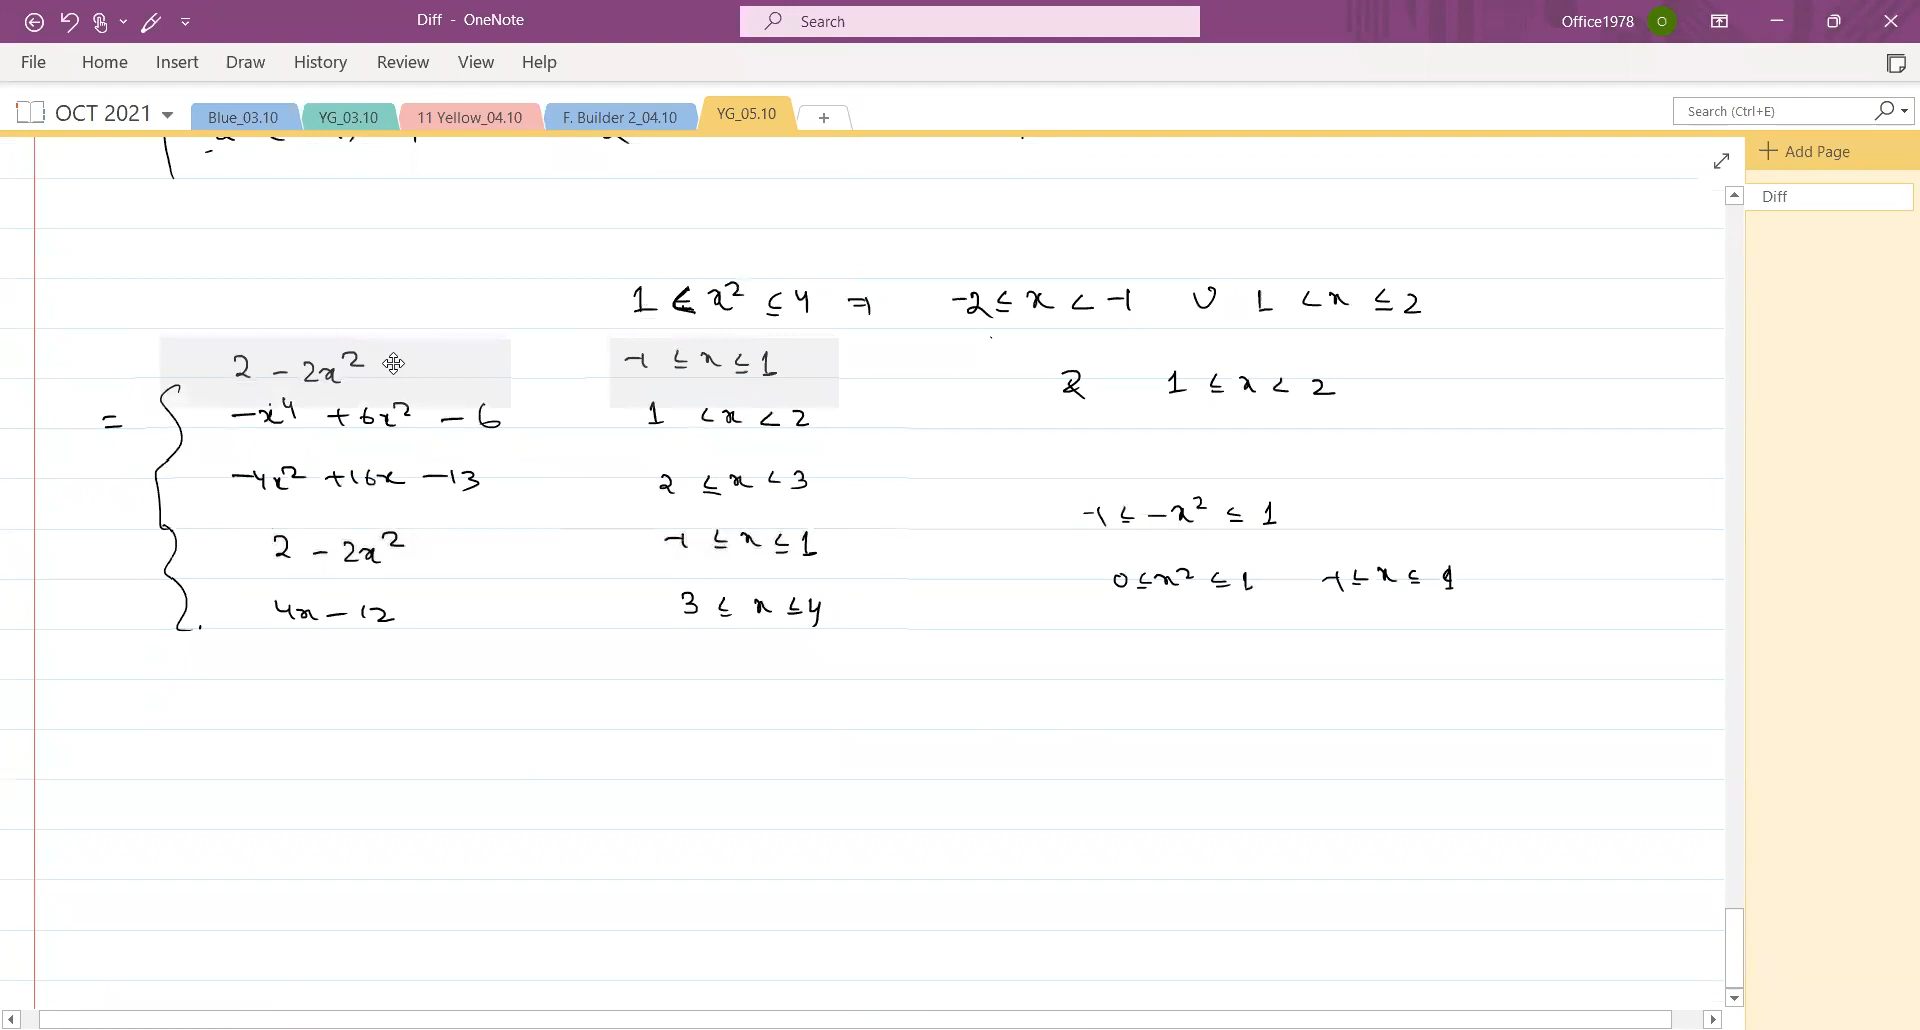 Diff - OneNote
Search
Office1978
O
File Home Insert Draw History Review View Help
OCT 2021 Blue_03.10 YG_03.10 11 Yellow_04.10 F. Builder 2_04.10 YG_05.10 +
Search (Ctrl+E)
+ Add Page
Diff
1 < x² ≤ 4 ⇒ -2 ≤ x < -1 ∪ 1 < x ≤ 2
2 - 2x² -1 ≤ x ≤ 1
& 1 ≤ x < 2
= { -x⁴ + 6x² - 6 1 < x < 2
-4x² + 16x - 13 2 ≤ x < 3
-1 ≤ -x² ≤ 1
2 - 2x² -1 ≤ x ≤ 1
0 ≤ x² ≤ 1 -1 ≤ x ≤ 1
4x - 12 3 ≤ x ≤ 4